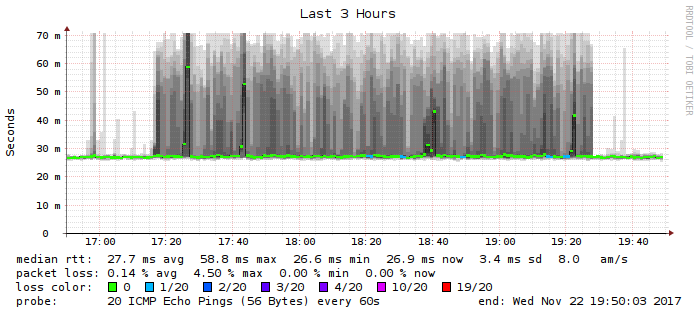 Last 3 Hours
RRDTOOL / TOBI OETIKER
Seconds
70 m
60 m
50 m
40 m
30 m
20 m
10 m
0
17:00 17:20 17:40 18:00 18:20 18:40 19:00 19:20 19:40
median rtt: 27.7 ms avg 58.8 ms max 26.6 ms min 26.9 ms now 3.4 ms sd 8.0 am/s
packet loss: 0.14 % avg 4.50 % max 0.00 % min 0.00 % now
loss color: 0 1/20 2/20 3/20 4/20 10/20 19/20
probe: 20 ICMP Echo Pings (56 Bytes) every 60s end: Wed Nov 22 19:50:03 2017